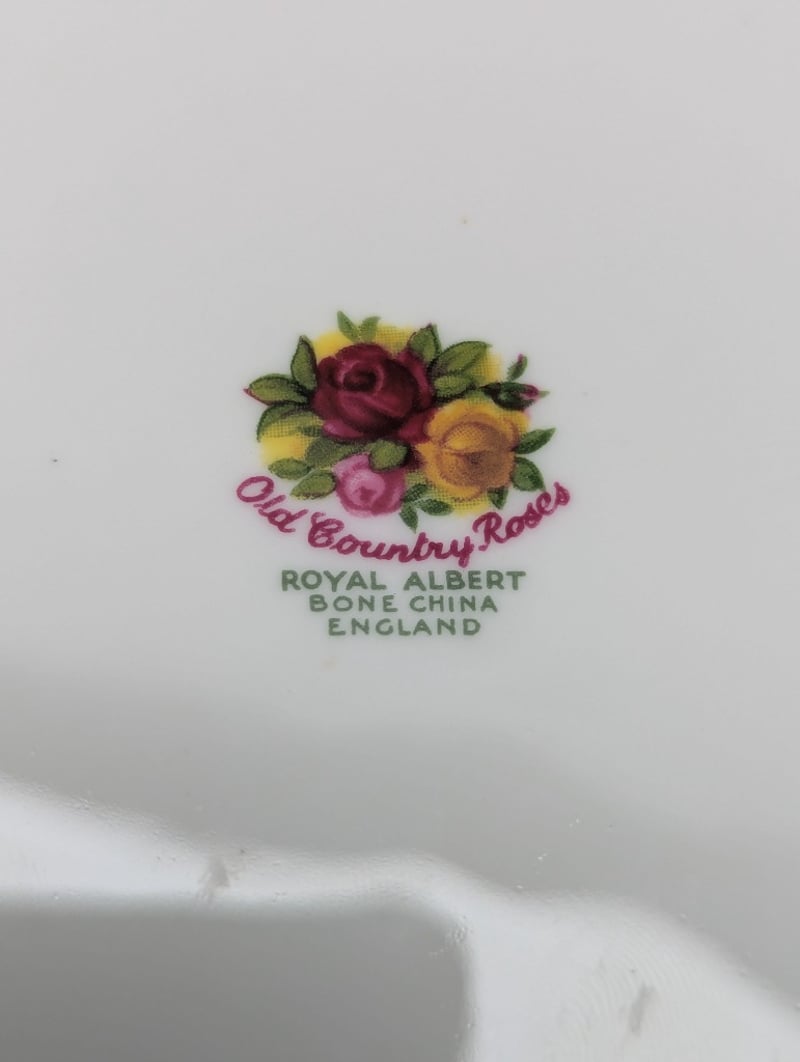 Old Country Roses
ROYAL ALBERT
BONE CHINA
ENGLAND